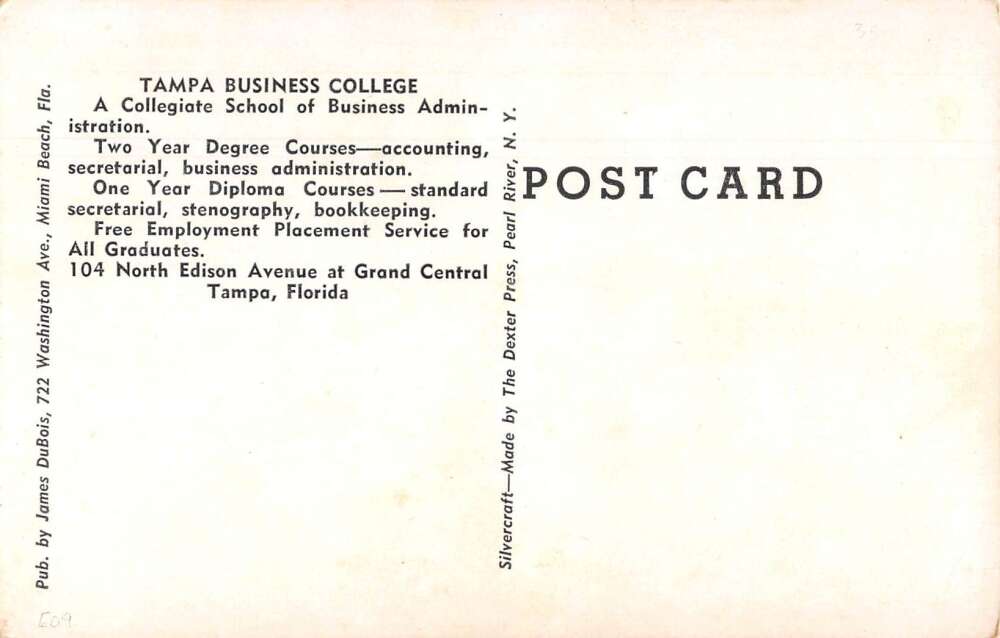 TAMPA BUSINESS COLLEGE
A Collegiate School of Business Admin-
istration.
Two Year Degree Courses—accounting,
secretarial, business administration.
One Year Diploma Courses — standard
secretarial, stenography, bookkeeping.
Free Employment Placement Service for
All Graduates.
104 North Edison Avenue at Grand Central
Tampa, Florida
Pub. by James DuBois, 722 Washington Ave., Miami Beach, Fla.
Silvercraft—Made by The Dexter Press, Pearl River, N. Y.
POST CARD
609